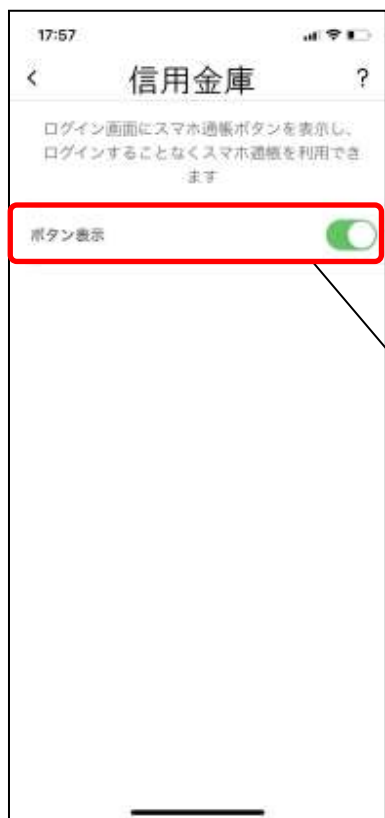 17:57
< 信用金庫 ?
ログイン画面にスマホ通帳ボタンを表示し、
ログインすることなくスマホ通帳を利用でき
ます
ボタン表示